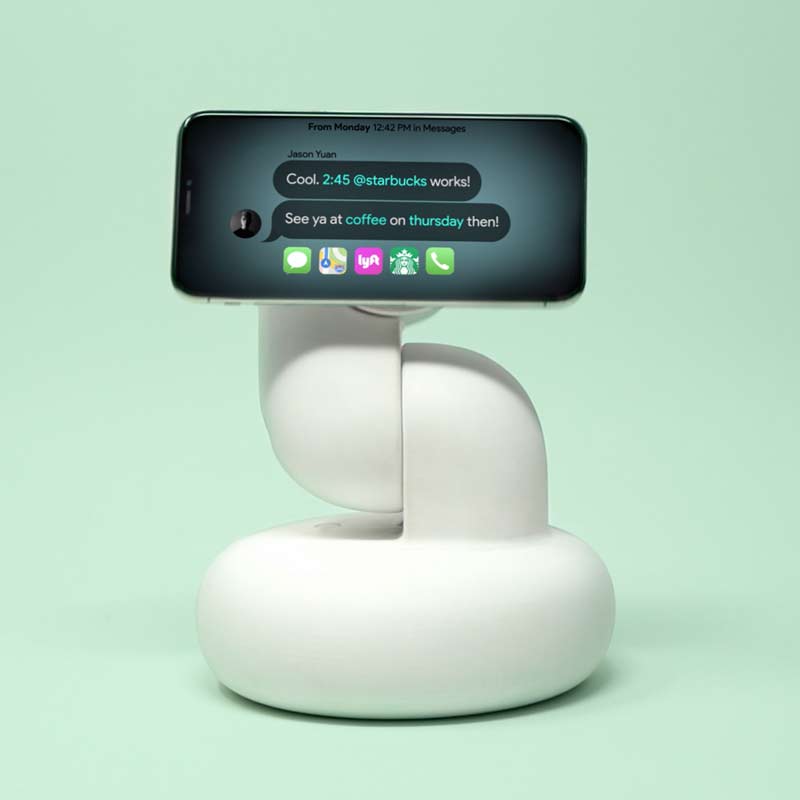 From Monday 12:42 PM in Messages
Jason Yuan
Cool. 2:45 @starbucks works!
See ya at coffee on thursday then!
lyft